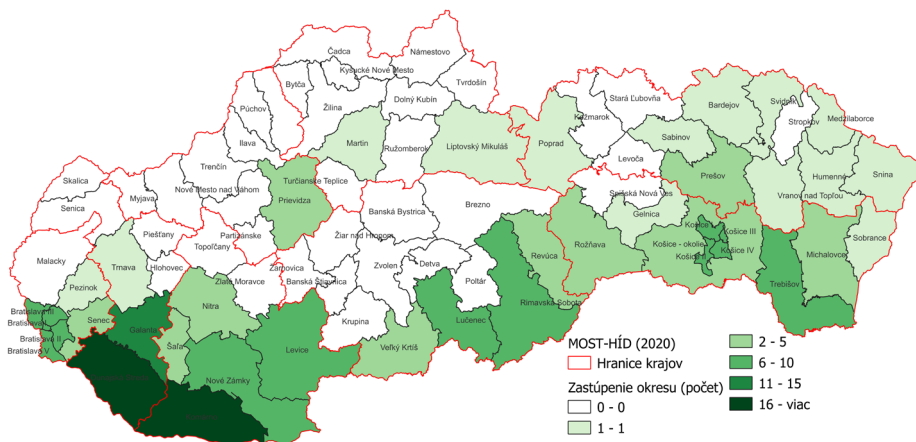 Čadca
Námestovo
Kysucké Nové Mesto
Tvrdošín
Bytča
Púchov
Žilina
Dolný Kubín
Stará Ľubovňa
Kežmarok
Bardejov
Svidník
Medzilaborce
Stropkov
Ilava
Martin
Ružomberok
Liptovský Mikuláš
Poprad
Sabinov
Levoča
Trenčín
Turčianske Teplice
Prešov
Humenné
Snina
Skalica
Nové Mesto nad Váhom
Prievidza
Spišská Nová Ves
Vranov nad Topľou
Myjava
Senica
Banská Bystrica
Brezno
Gelnica
Piešťany
Partizánske
Topoľčany
Žiar nad Hronom
Košice I
Košice III
Sobrance
Malacky
Trnava
Hlohovec
Zvolen
Detva
Revúca
Rožňava
Košice - okolie
Košice II
Košice IV
Michalovce
Zlaté Moravce
Žarnovica
Banská Štiavnica
Poltár
Pezinok
Trebišov
Nitra
Rimavská Sobota
Bratislava III
Bratislava I
Senec
Galanta
Krupina
Lučenec
Bratislava II
Šaľa
Levice
Veľký Krtíš
Bratislava V
Nové Zámky
MOST-HÍD (2020)
Hranice krajov
Zastúpenie okresu (počet)
0 - 0
1 - 1
2 - 5
6 - 10
11 - 15
16 - viac